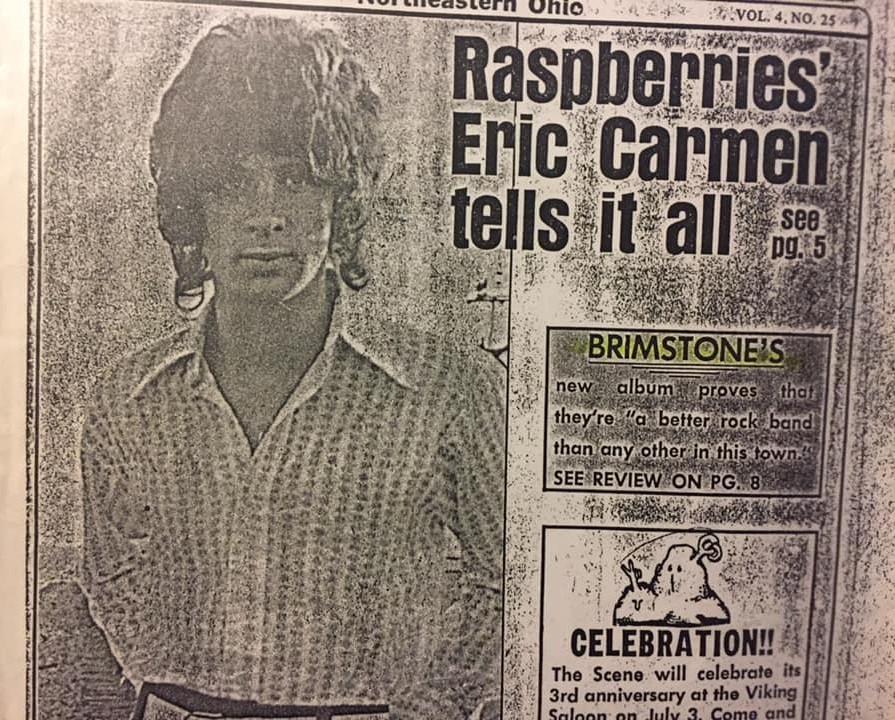 Northeastern Ohio
VOL. 4, NO. 25
Raspberries'
Eric Carmen
tells it all
see
pg. 5
BRIMSTONE'S
new album proves that
they're "a better rock band
than any other in this town."
SEE REVIEW ON PG. 8
CELEBRATION!!
The Scene will celebrate its
3rd anniversary at the Viking
Saloon on July 3. Come and